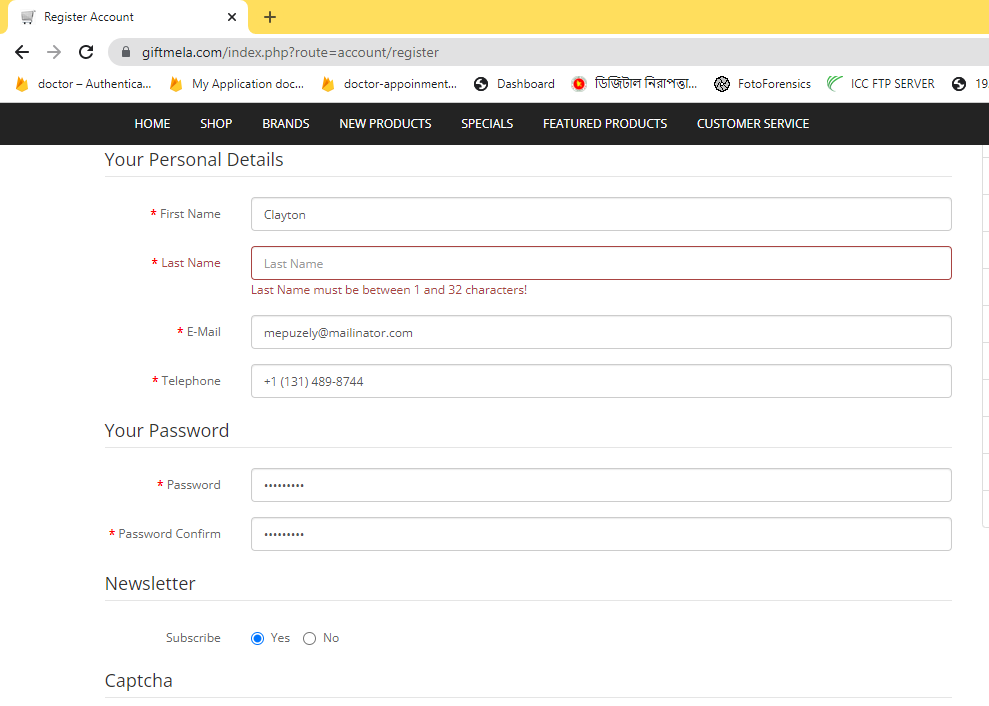 Register Account
giftmela.com/index.php?route=account/register
doctor – Authentica... My Application doc... doctor-appoinment... Dashboard ডিজিটাল নিরাপত্তা... FotoForensics ICC FTP SERVER 19
HOME SHOP BRANDS NEW PRODUCTS SPECIALS FEATURED PRODUCTS CUSTOMER SERVICE
Your Personal Details
* First Name Clayton
* Last Name Last Name
Last Name must be between 1 and 32 characters!
* E-Mail mepuzely@mailinator.com
* Telephone +1 (131) 489-8744
Your Password
* Password •••••••••
* Password Confirm •••••••••
Newsletter
Subscribe Yes No
Captcha